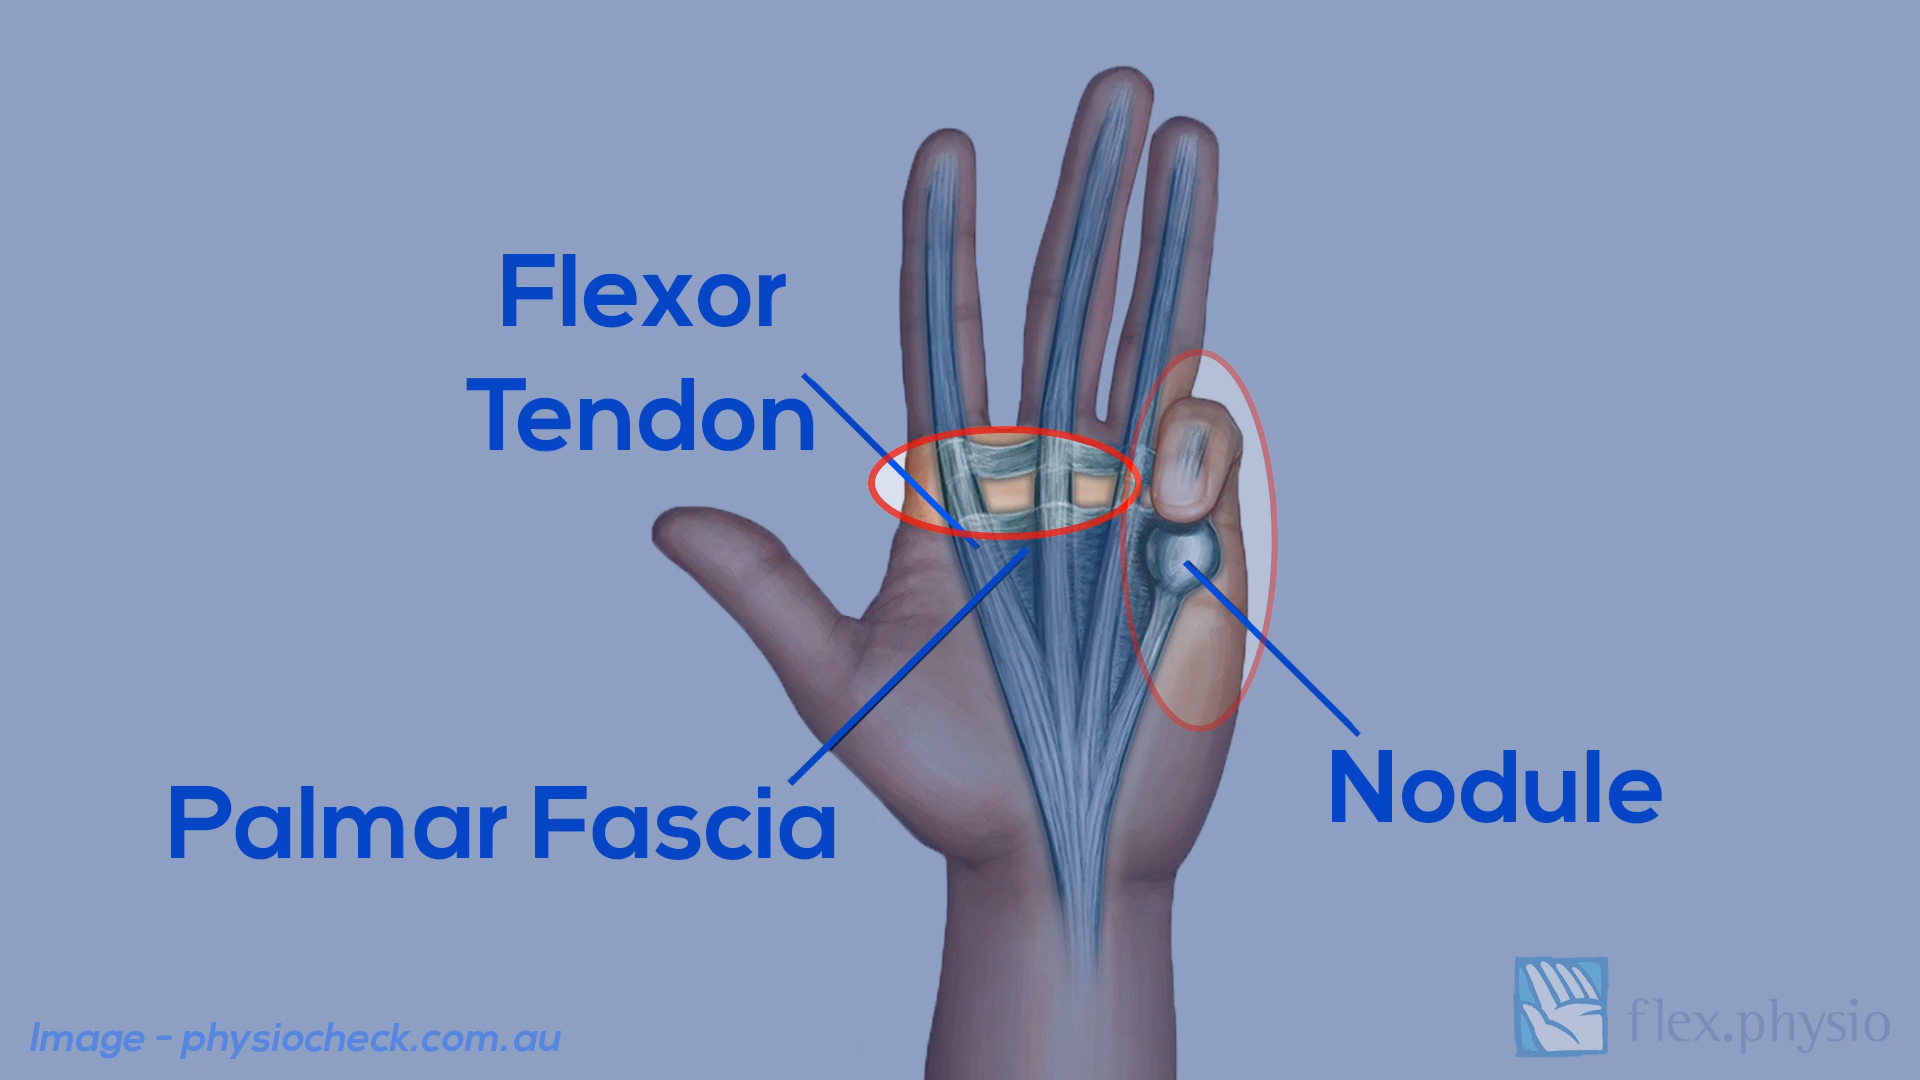 Flexor
Tendon
Palmar Fascia
Nodule
Image - physiocheck.com.au
flex.physio